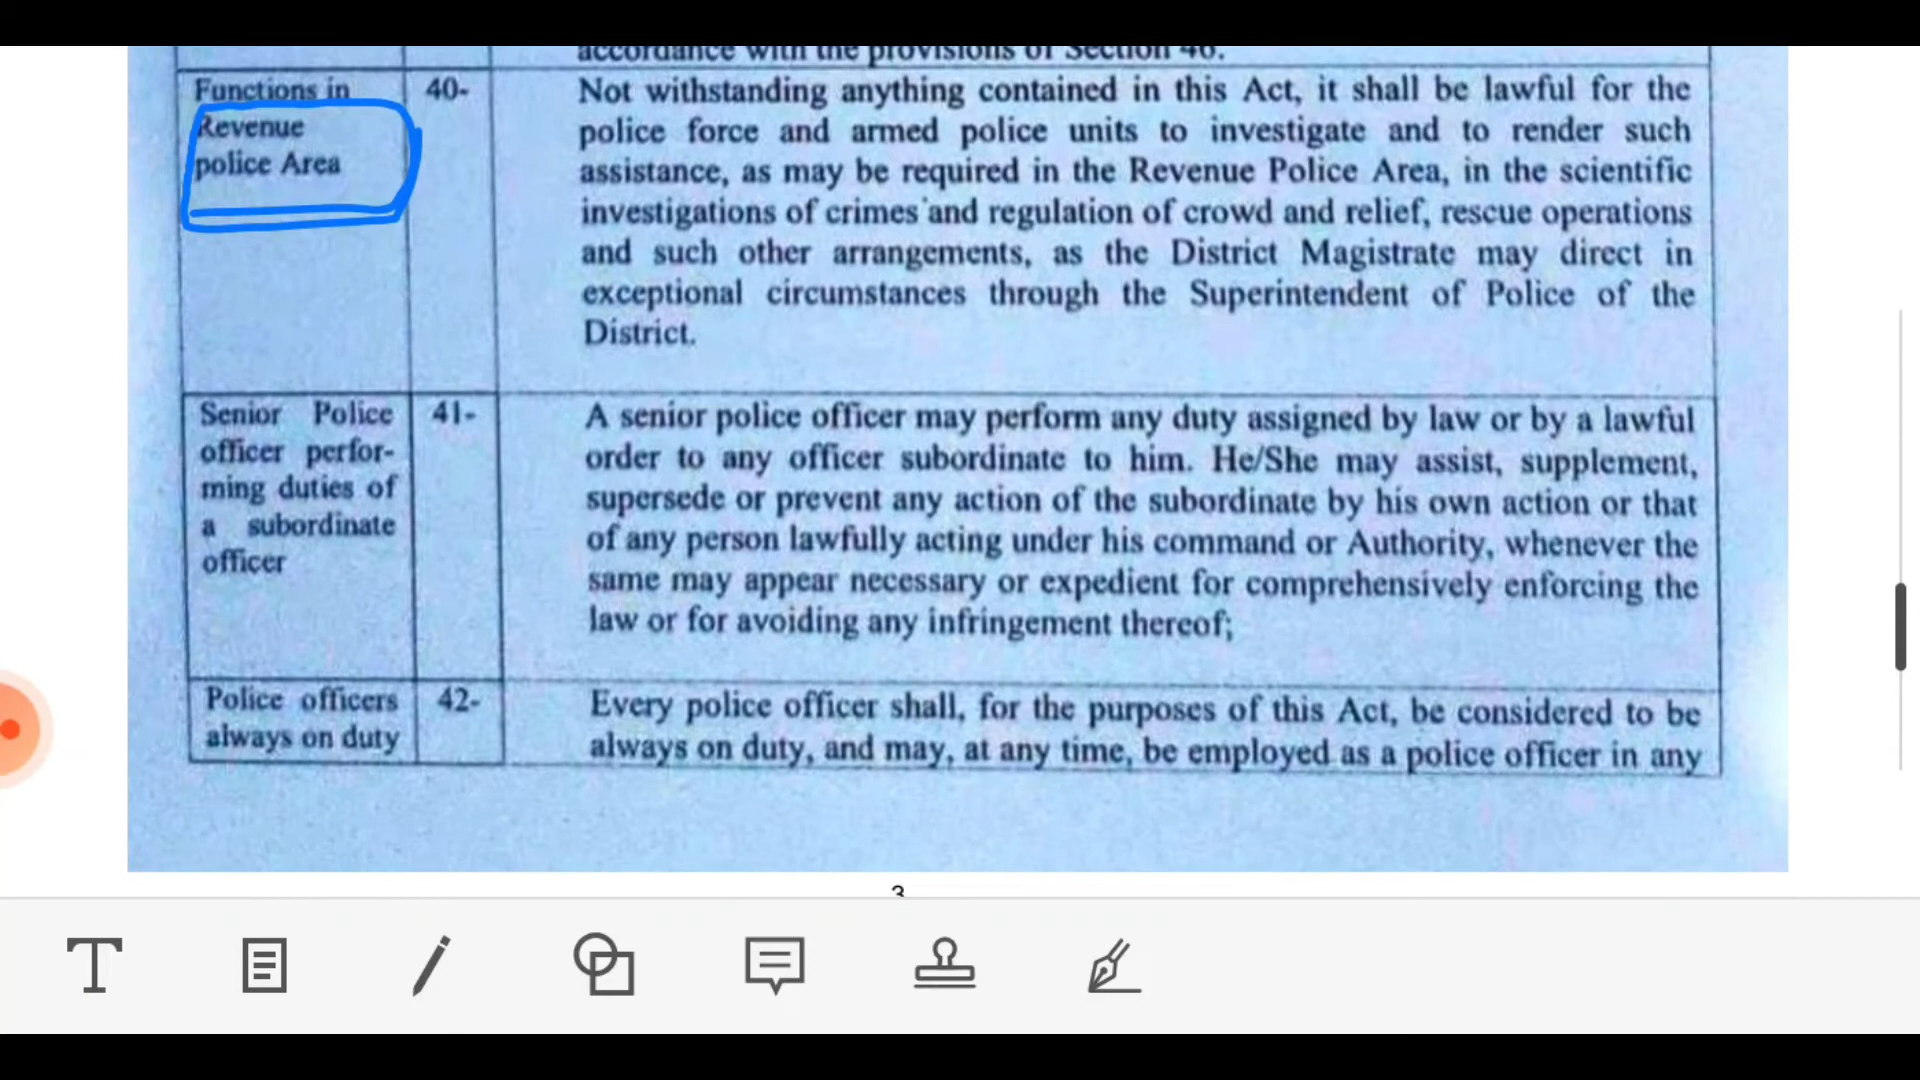 accordance with the provisions of Section 46.
Functions in
Revenue
police Area
40-
Not withstanding anything contained in this Act, it shall be lawful for the
police force and armed police units to investigate and to render such
assistance, as may be required in the Revenue Police Area, in the scientific
investigations of crimes and regulation of crowd and relief, rescue operations
and such other arrangements, as the District Magistrate may direct in
exceptional circumstances through the Superintendent of Police of the
District.
Senior Police
officer perfor-
ming duties of
a subordinate
officer
41-
A senior police officer may perform any duty assigned by law or by a lawful
order to any officer subordinate to him. He/She may assist, supplement,
supersede or prevent any action of the subordinate by his own action or that
of any person lawfully acting under his command or Authority, whenever the
same may appear necessary or expedient for comprehensively enforcing the
law or for avoiding any infringement thereof;
Police officers
always on duty
42-
Every police officer shall, for the purposes of this Act, be considered to be
always on duty, and may, at any time, be employed as a police officer in any
3
T